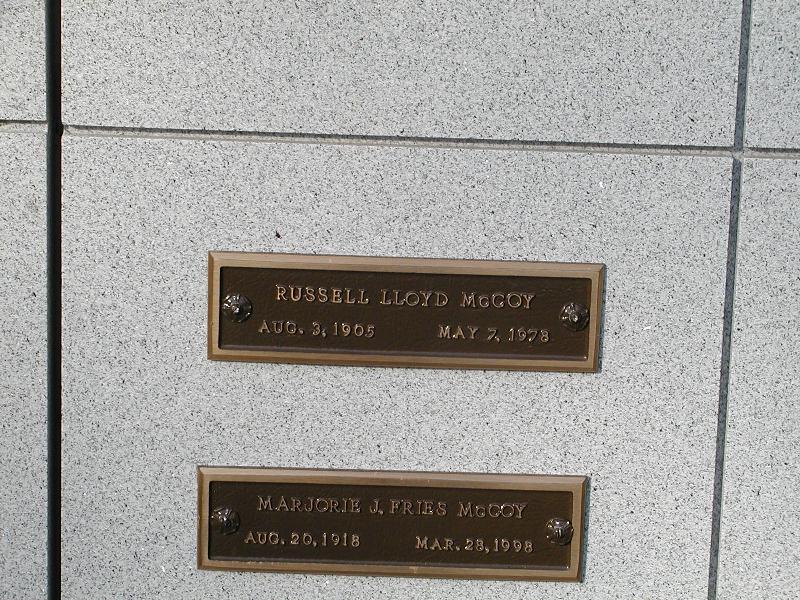 RUSSELL LLOYD McCOY
AUG. 3, 1905 MAY 7, 1978
MARJORIE J. FRIES McCOY
AUG. 20, 1918 MAR. 28, 1998